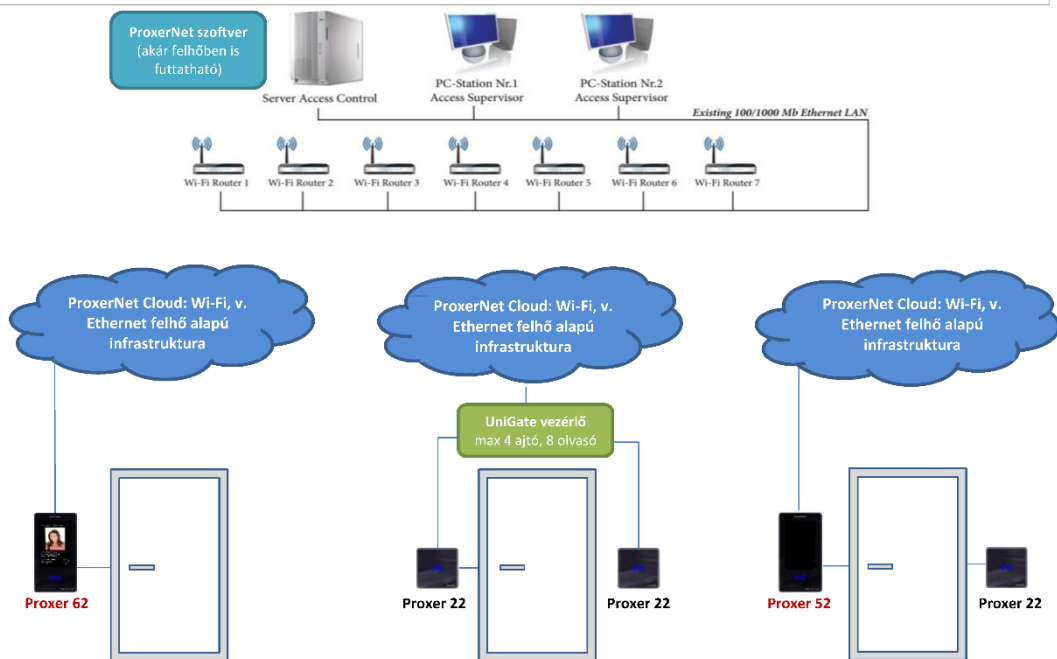 ProxerNet szoftver
(akár felhőben is
futtatható)
Server Access Control
PC-Station Nr.1
Access Supervisor
PC-Station Nr.2
Access Supervisor
Existing 100/1000 Mb Ethernet LAN
Wi-Fi Router 1
Wi-Fi Router 2
Wi-Fi Router 3
Wi-Fi Router 4
Wi-Fi Router 5
Wi-Fi Router 6
Wi-Fi Router 7
ProxerNet Cloud: Wi-Fi, v.
Ethernet felhő alapú
infrastruktura
ProxerNet Cloud: Wi-Fi, v.
Ethernet felhő alapú
infrastruktura
ProxerNet Cloud: Wi-Fi, v.
Ethernet felhő alapú
infrastruktura
UniGate vezérlő
max 4 ajtó, 8 olvasó
Proxer 62
Proxer 22
Proxer 22
Proxer 52
Proxer 22